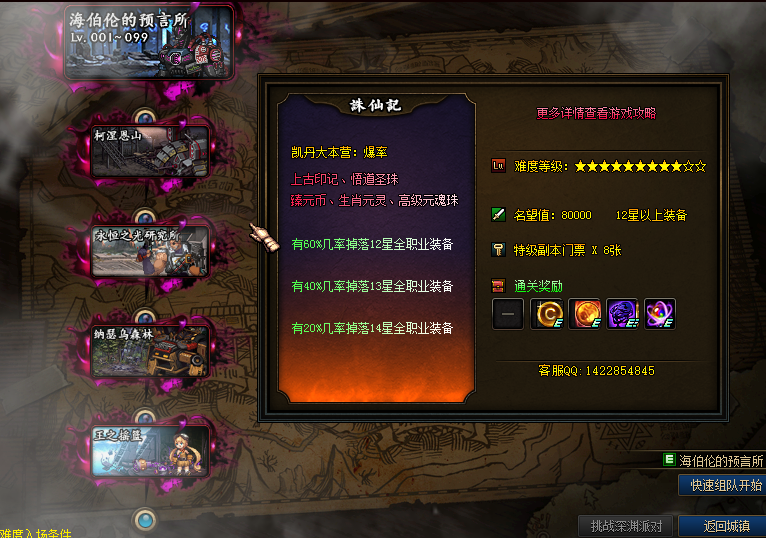 海伯伦的预言所
Lv. 001~099
柯涅恩山
永恒之光研究所
纳瑟乌森林
王之摇篮
难度入场条件
诛仙記
凯丹大本营：爆率
上古印记、悟道圣珠
臻元币、生肖元灵、高级元魂珠
有60%几率掉落12星全职业装备
有40%几率掉落13星全职业装备
有20%几率掉落14星全职业装备
更多详情查看游戏攻略
Lv 难度等级：★★★★★★★★★☆☆
名望值：80000 12星以上装备
特级副本门票 X 8张
通关奖励
E
E
E
E
客服QQ:1422854845
E 海伯伦的预言所
快速组队开始
挑战深渊派对
返回城镇